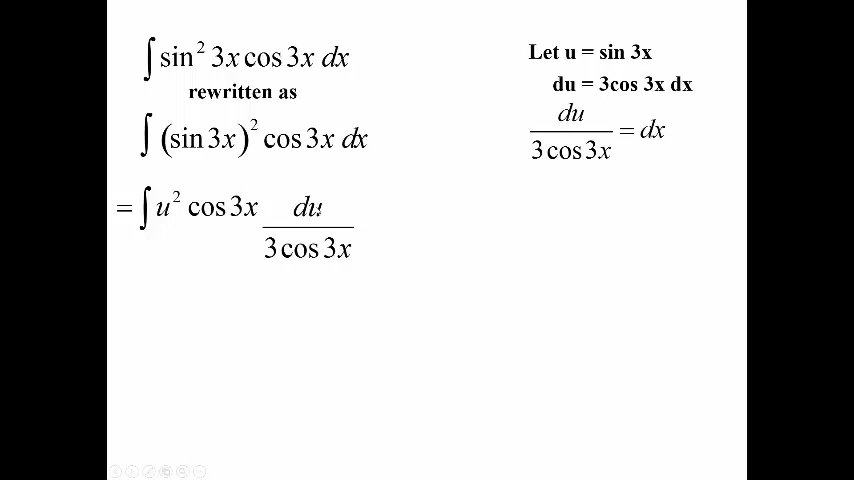 ∫ sin² 3x cos 3x dx
rewritten as
∫ (sin 3x)² cos 3x dx
= ∫ u² cos 3x du / 3 cos 3x
Let u = sin 3x
du = 3cos 3x dx
du / 3 cos 3x = dx